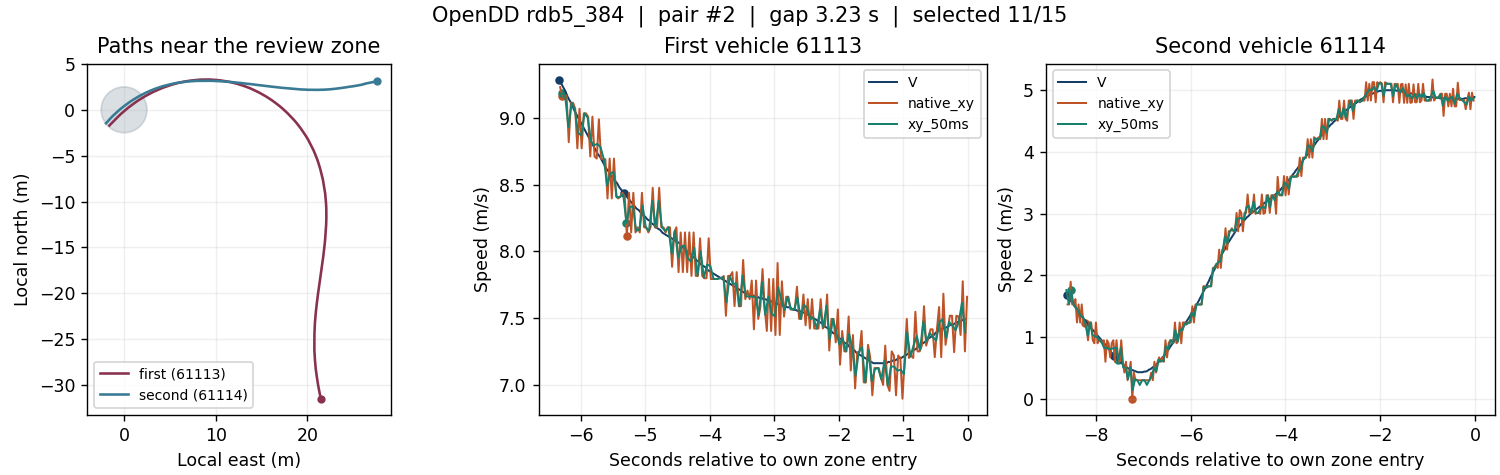 OpenDD rdb5_384 | pair #2 | gap 3.23 s | selected 11/15
Paths near the review zone
5
0
−5
−10
−15
−20
−25
−30
Local north (m)
0
10
20
Local east (m)
first (61113)
second (61114)
First vehicle 61113
9.0
8.5
8.0
7.5
7.0
Speed (m/s)
−6
−5
−4
−3
−2
−1
0
Seconds relative to own zone entry
V
native_xy
xy_50ms
Second vehicle 61114
5
4
3
2
1
0
Speed (m/s)
−8
−6
−4
−2
0
Seconds relative to own zone entry
V
native_xy
xy_50ms